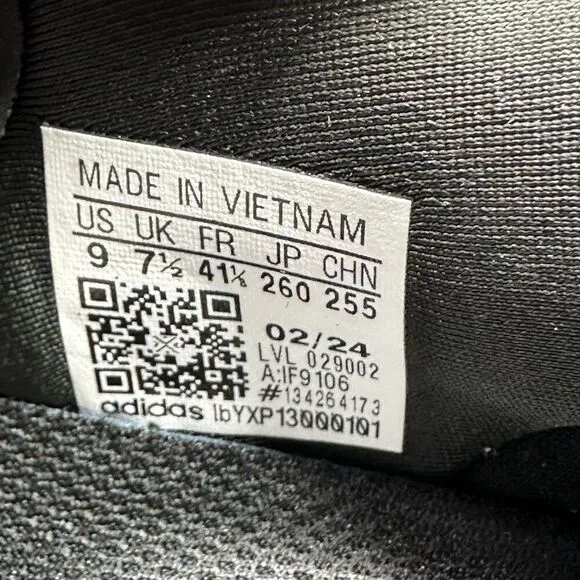 MADE IN VIETNAM
US UK FR JP CHN
9 7½ 41⅓ 260 255
02/24
LVL 029002
A:IF9106
#134264173
adidas IbYXP13000101